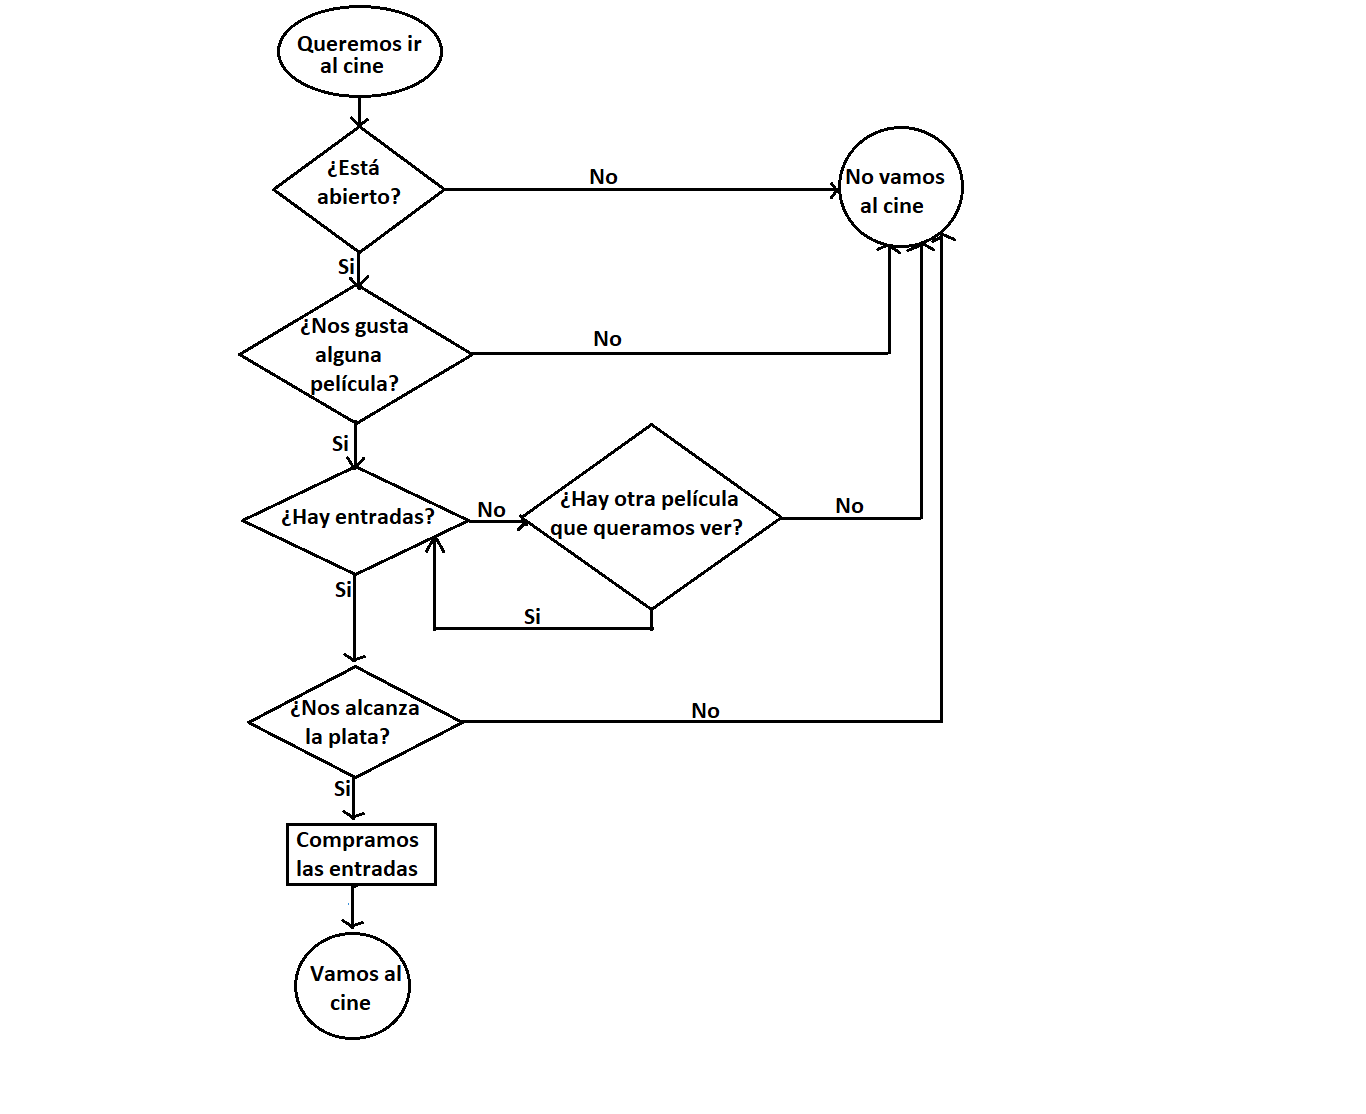 Queremos ir
al cine
¿Está
abierto?
No
No vamos
al cine
Si
¿Nos gusta
alguna
película?
No
Si
¿Hay entradas?
No
¿Hay otra película
que queramos ver?
No
Si
Si
¿Nos alcanza
la plata?
No
Si
Compramos
las entradas
Vamos al
cine